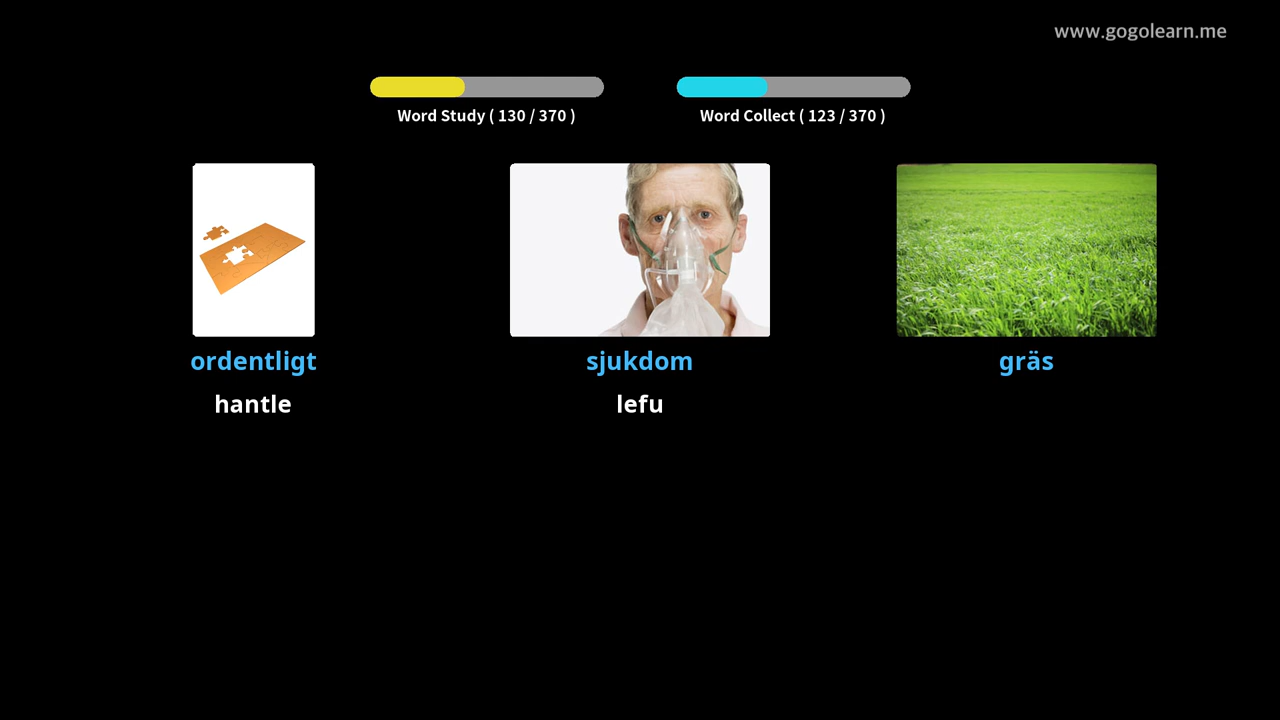 www.gogolearn.me
Word Study ( 130 / 370 )
Word Collect ( 123 / 370 )
ordentligt
sjukdom
gräs
hantle
lefu